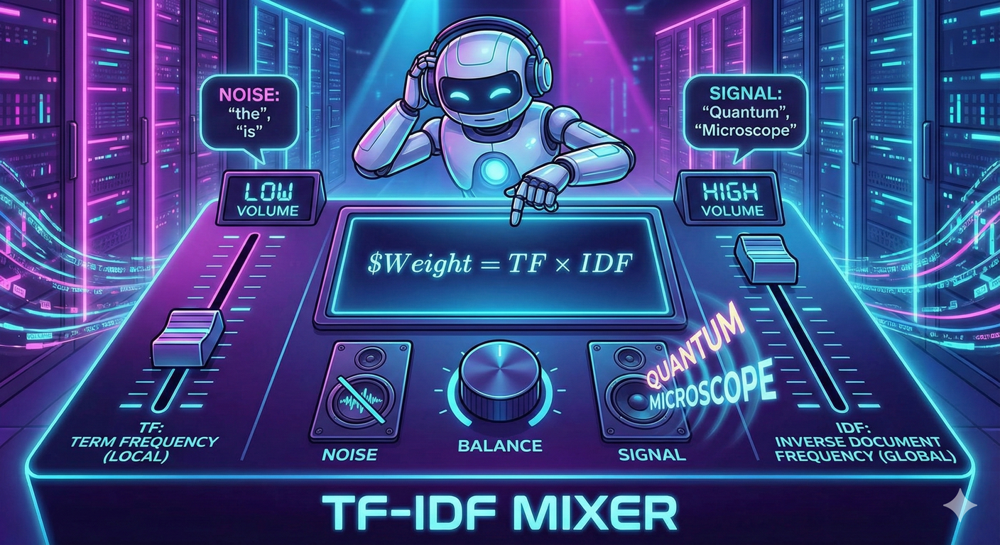 NOISE:
“the”,
“is”
SIGNAL:
“Quantum”,
“Microscope”
LOW
VOLUME
HIGH
VOLUME
$Weight = TF × IDF
QUANTUM
MICROSCOPE
TF:
TERM FREQUENCY
(LOCAL)
NOISE
BALANCE
SIGNAL
IDF:
INVERSE DOCUMENT
FREQUENCY (GLOBAL)
TF-IDF MIXER